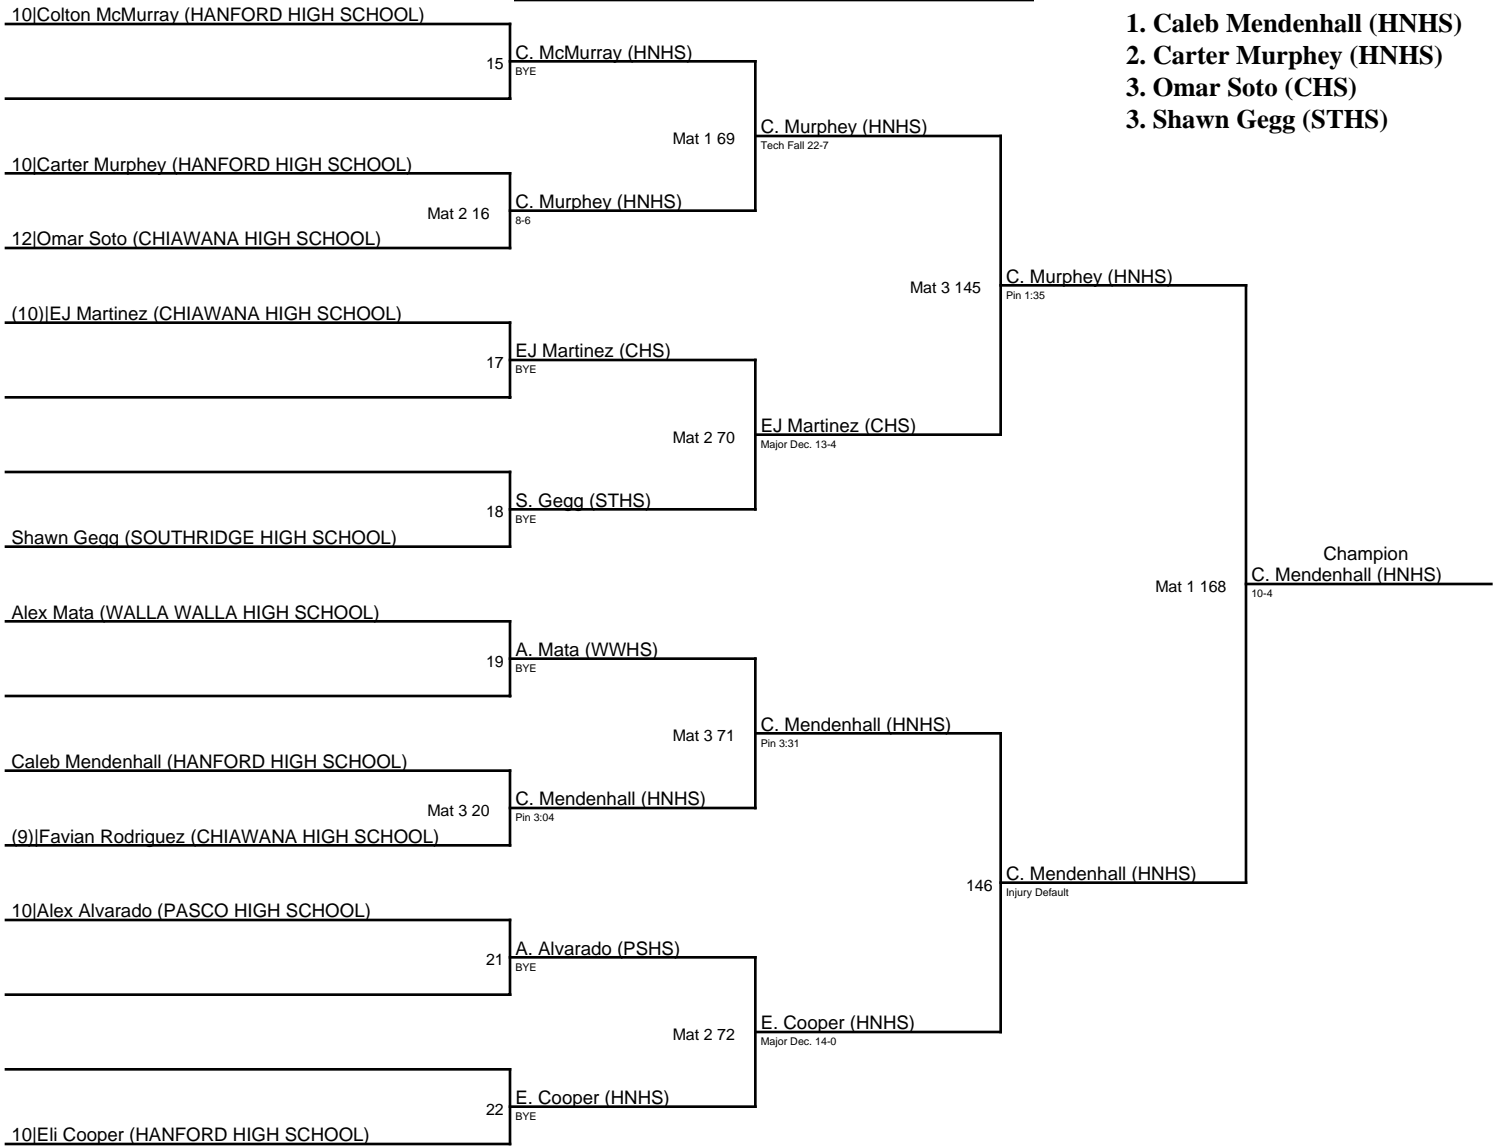 10|Colton McMurray (HANFORD HIGH SCHOOL)
1. Caleb Mendenhall (HNHS)
2. Carter Murphey (HNHS)
3. Omar Soto (CHS)
3. Shawn Gegg (STHS)
15
C. McMurray (HNHS)
BYE
Mat 1 69
C. Murphey (HNHS)
Tech Fall 22-7
10|Carter Murphey (HANFORD HIGH SCHOOL)
Mat 2 16
C. Murphey (HNHS)
8-6
12|Omar Soto (CHIAWANA HIGH SCHOOL)
Mat 3 145
C. Murphey (HNHS)
Pin 1:35
(10)|EJ Martinez (CHIAWANA HIGH SCHOOL)
17
EJ Martinez (CHS)
BYE
Mat 2 70
EJ Martinez (CHS)
Major Dec. 13-4
18
S. Gegg (STHS)
BYE
Shawn Gegg (SOUTHRIDGE HIGH SCHOOL)
Champion
Mat 1 168
C. Mendenhall (HNHS)
10-4
Alex Mata (WALLA WALLA HIGH SCHOOL)
19
A. Mata (WWHS)
BYE
Mat 3 71
C. Mendenhall (HNHS)
Pin 3:31
Caleb Mendenhall (HANFORD HIGH SCHOOL)
Mat 3 20
C. Mendenhall (HNHS)
Pin 3:04
(9)|Favian Rodriguez (CHIAWANA HIGH SCHOOL)
146
C. Mendenhall (HNHS)
Injury Default
10|Alex Alvarado (PASCO HIGH SCHOOL)
21
A. Alvarado (PSHS)
BYE
Mat 2 72
E. Cooper (HNHS)
Major Dec. 14-0
22
E. Cooper (HNHS)
BYE
10|Eli Cooper (HANFORD HIGH SCHOOL)